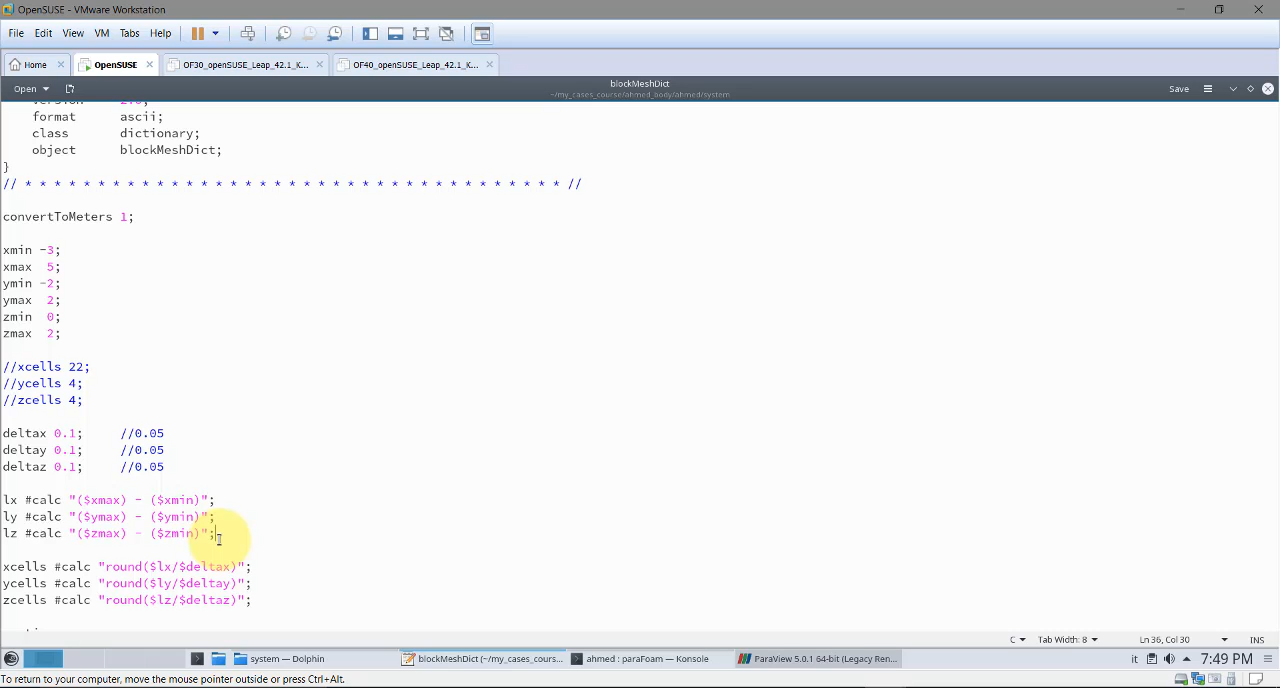 OpenSUSE - VMware Workstation
File Edit View VM Tabs Help
Home OpenSUSE OF30_openSUSE_Leap_42.1_K... OF40_openSUSE_Leap_42.1_K...
Open blockMeshDict Save
~/my_cases_course/ahmed_body/ahmed/system
version 2.0;
format ascii;
class dictionary;
object blockMeshDict;
}
// * * * * * * * * * * * * * * * * * * * * * * * * * * * * * * * * * * * * * //
convertToMeters 1;
xmin -3;
xmax 5;
ymin -2;
ymax 2;
zmin 0;
zmax 2;
//xcells 22;
//ycells 4;
//zcells 4;
deltax 0.1; //0.05
deltay 0.1; //0.05
deltaz 0.1; //0.05
lx #calc "($xmax) - ($xmin)";
ly #calc "($ymax) - ($ymin)";
lz #calc "($zmax) - ($zmin)";
xcells #calc "round($lx/$deltax)";
ycells #calc "round($ly/$deltay)";
zcells #calc "round($lz/$deltaz)";
C Tab Width: 8 Ln 36, Col 30 INS
system — Dolphin blockMeshDict (~/my_cases_cours... ahmed : paraFoam — Konsole ParaView 5.0.1 64-bit (Legacy Ren... it 7:49 PM
To return to your computer, move the mouse pointer outside or press Ctrl+Alt.